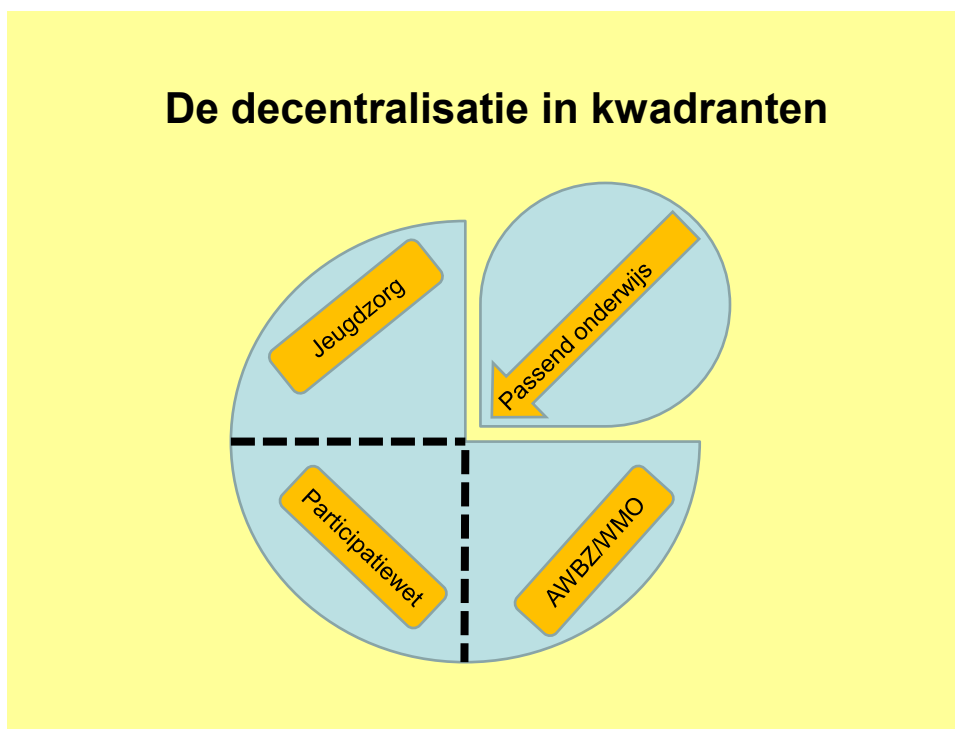 De decentralisatie in kwadranten
Jeugdzorg
Passend onderwijs
Participatiewet
AWBZ/WMO